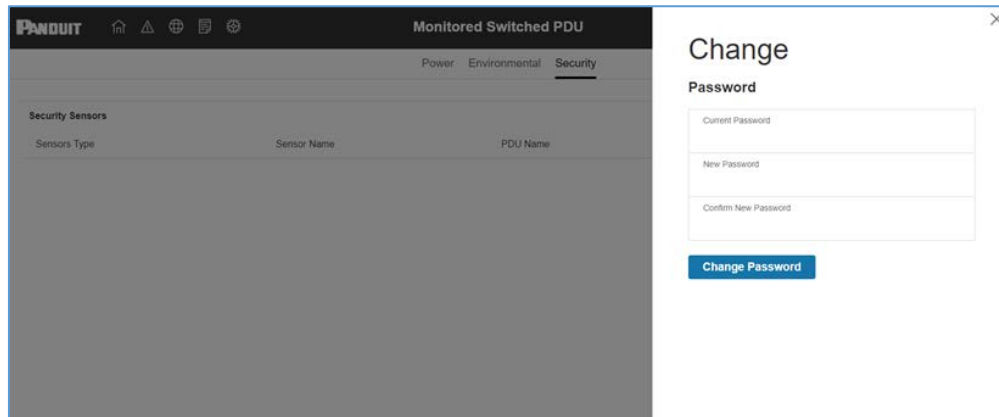 PANDUIT
Monitored Switched PDU
Power Environmental Security
Security Sensors
Sensors Type Sensor Name PDU Name
Change
Password
Current Password
New Password
Confirm New Password
Change Password